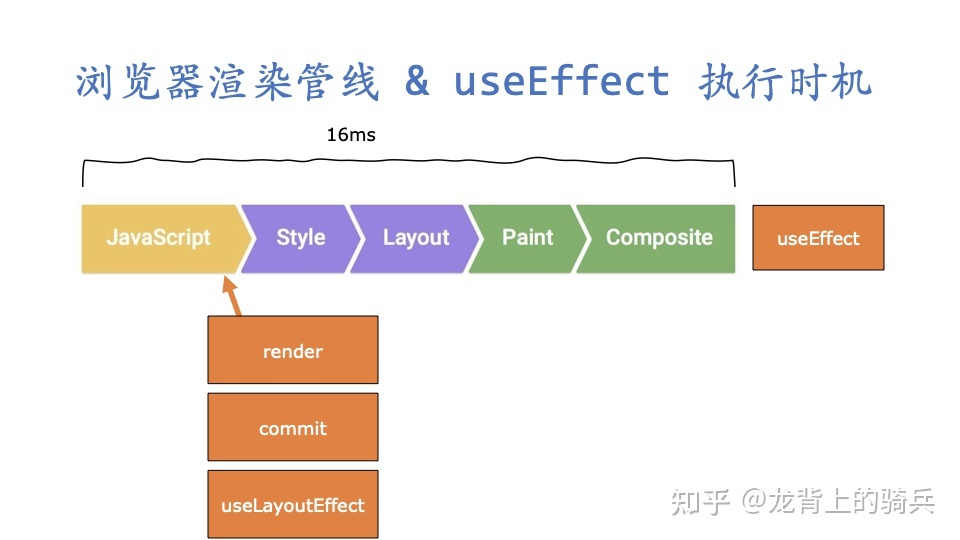 浏览器渲染管线 & useEffect 执行时机
16ms
JavaScript
Style
Layout
Paint
Composite
useEffect
render
commit
useLayoutEffect
知乎 @龙背上的骑兵